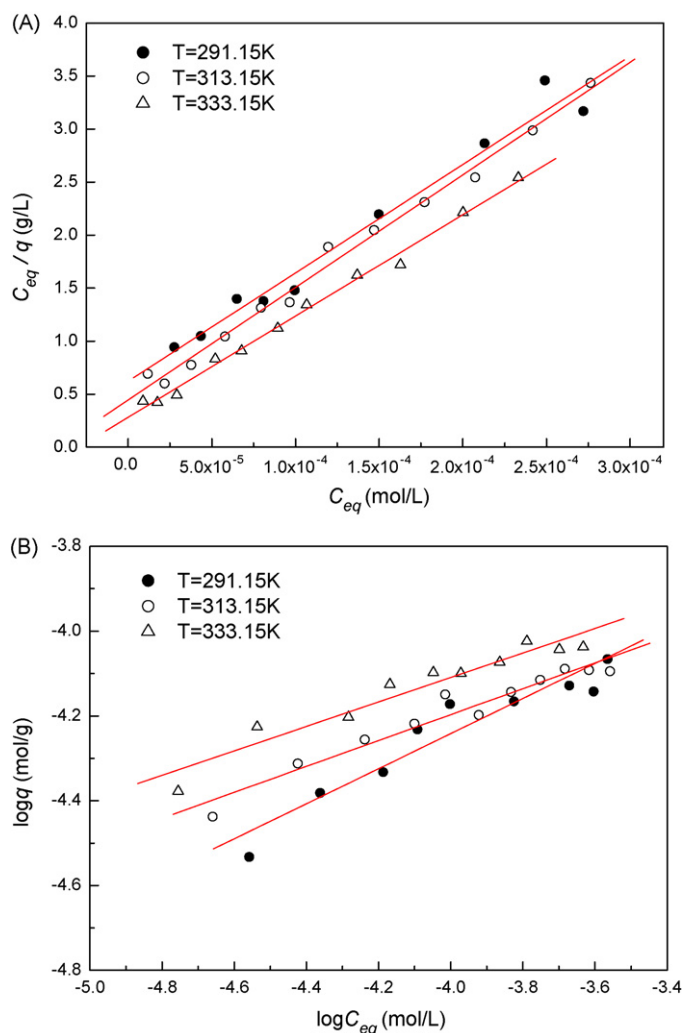 (A)
4.0
3.5
3.0
2.5
2.0
1.5
1.0
0.5
0.0
C_eq / q (g/L)
T=291.15K
T=313.15K
T=333.15K
0.0 5.0x10^-5 1.0x10^-4 1.5x10^-4 2.0x10^-4 2.5x10^-4 3.0x10^-4
C_eq (mol/L)
(B)
-3.8
-4.0
-4.2
-4.4
-4.6
-4.8
logq (mol/g)
T=291.15K
T=313.15K
T=333.15K
-5.0 -4.8 -4.6 -4.4 -4.2 -4.0 -3.8 -3.6 -3.4
logC_eq (mol/L)